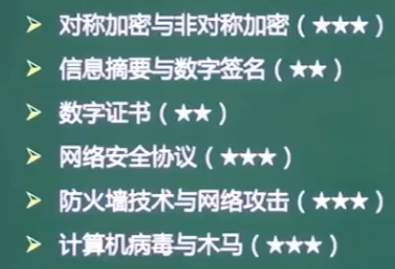 对称加密与非对称加密（★★★）
信息摘要与数字签名（★★）
数字证书（★★）
网络安全协议（★★★）
防火墙技术与网络攻击（★★★）
计算机病毒与木马（★★★）